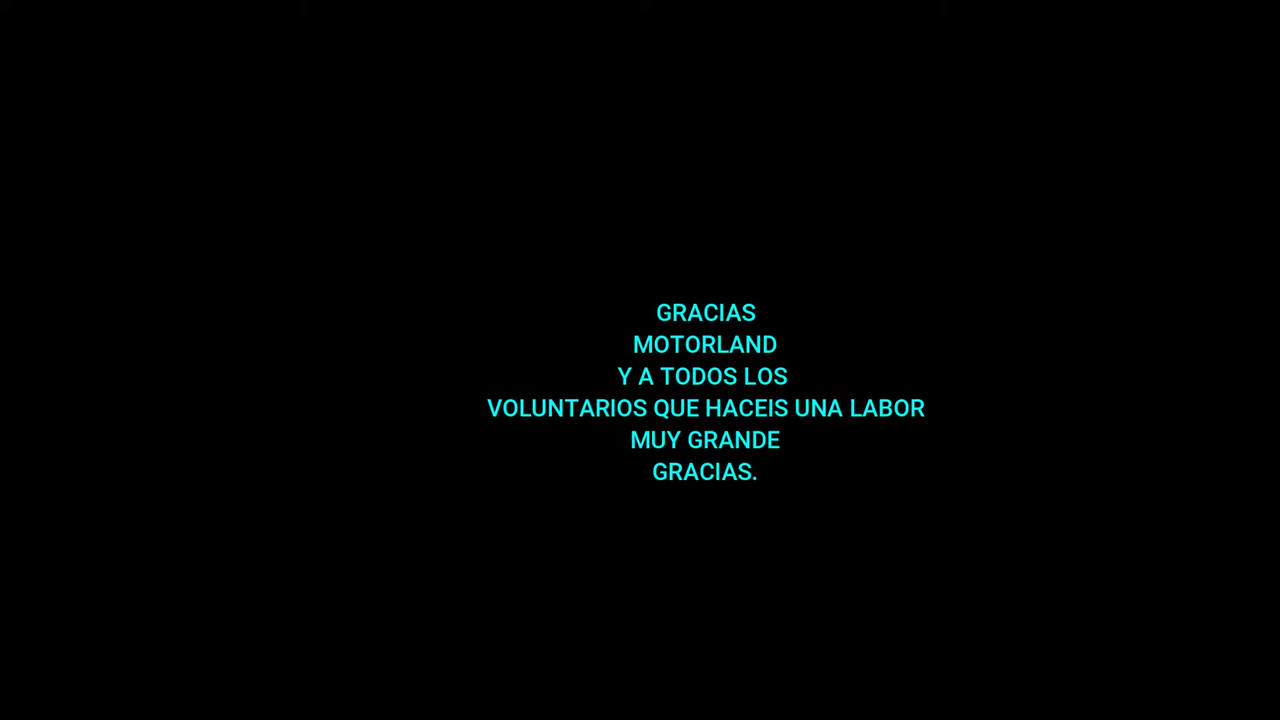 GRACIAS
MOTORLAND
Y A TODOS LOS
VOLUNTARIOS QUE HACEIS UNA LABOR
MUY GRANDE
GRACIAS.